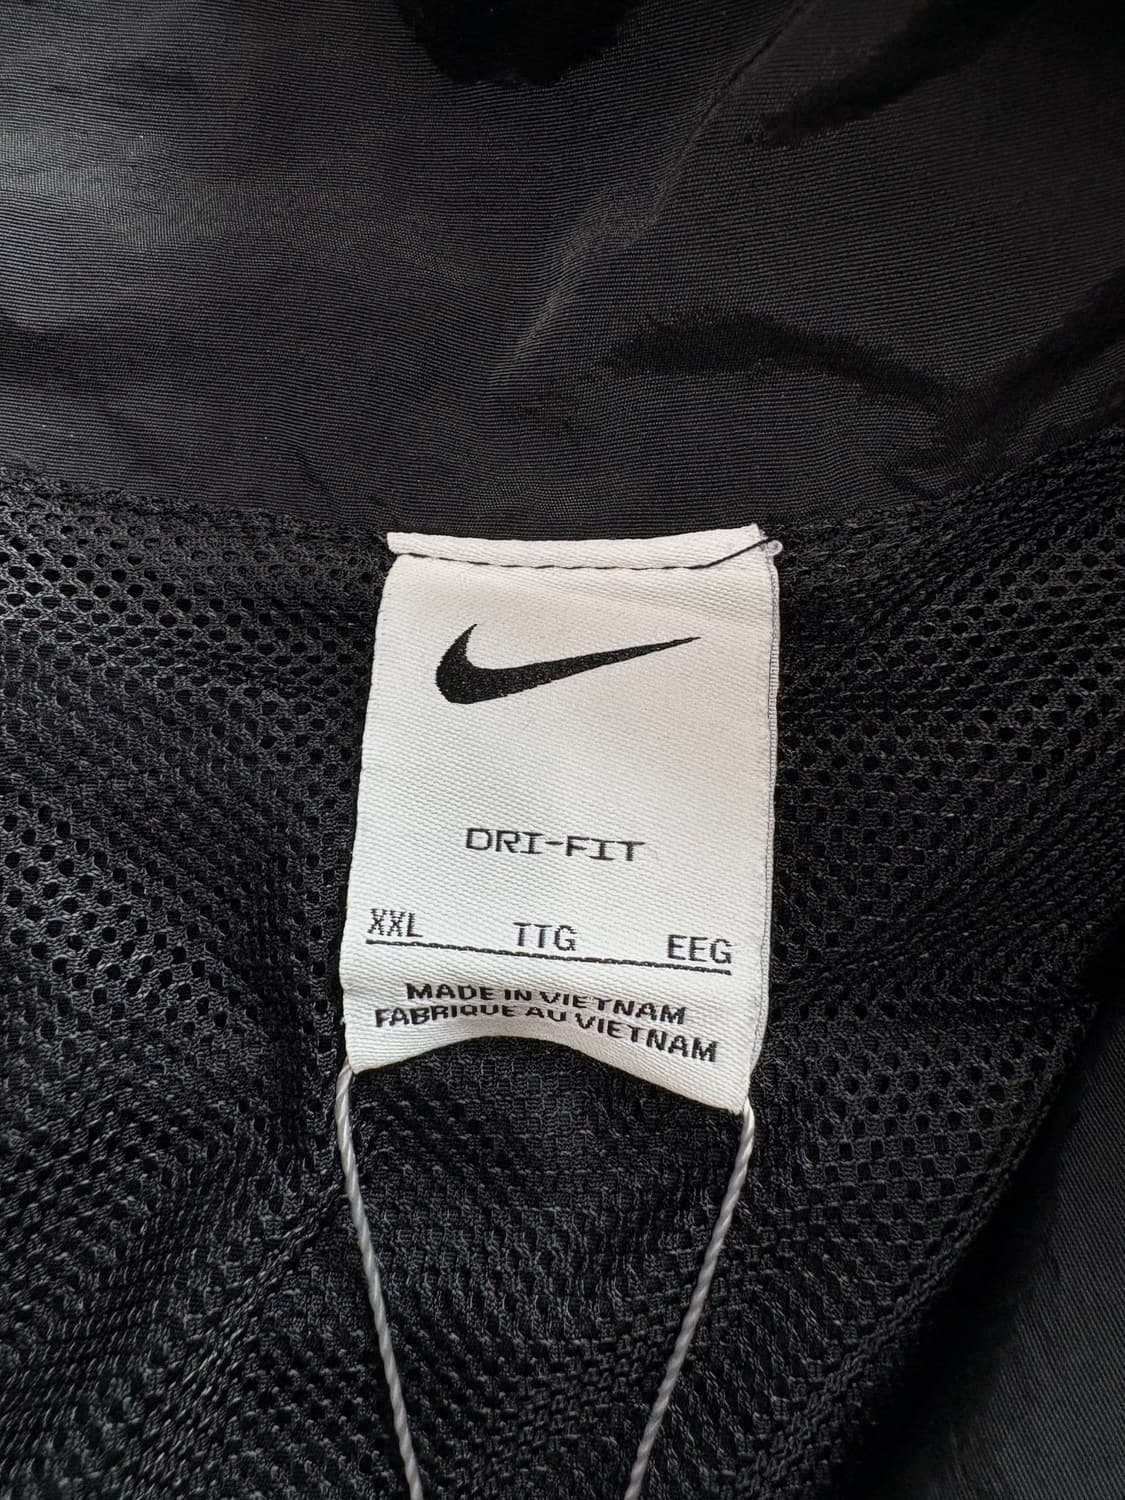 DRI-FIT
XXL TTG EEG
MADE IN VIETNAM
FABRIQUE AU VIETNAM